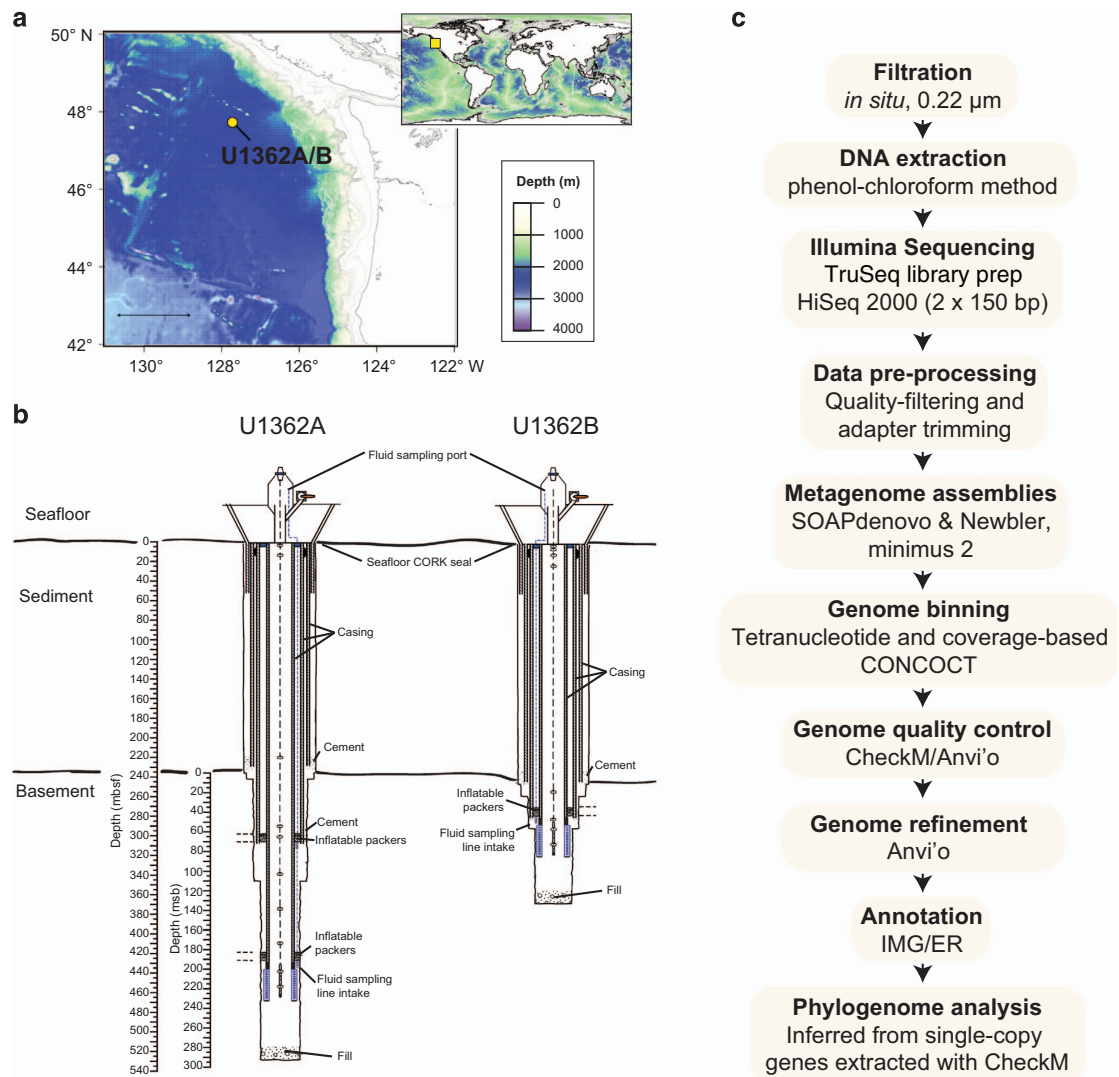 a
50° N
48°
46°
44°
42°
130°
128°
126°
124°
122° W
U1362A/B
Depth (m)
0
1000
2000
3000
4000
b
U1362A
U1362B
Fluid sampling port
Seafloor
Seafloor CORK seal
Sediment
Casing
Casing
Cement
Cement
Basement
Inflatable
packers
Cement
Inflatable packers
Fluid sampling
line intake
Fill
Inflatable
packers
Fluid sampling
line intake
Fill
Depth (mbsf)
0
20
40
60
80
100
120
140
160
180
200
220
240
260
280
300
320
340
360
380
400
420
440
460
480
500
520
540
Depth (msb)
0
20
40
60
80
100
120
140
160
180
200
220
240
260
280
300
c
Filtration
in situ, 0.22 µm
DNA extraction
phenol-chloroform method
Illumina Sequencing
TruSeq library prep
HiSeq 2000 (2 x 150 bp)
Data pre-processing
Quality-filtering and
adapter trimming
Metagenome assemblies
SOAPdenovo & Newbler,
minimus 2
Genome binning
Tetranucleotide and coverage-based
CONCOCT
Genome quality control
CheckM/Anvi'o
Genome refinement
Anvi'o
Annotation
IMG/ER
Phylogenome analysis
Inferred from single-copy
genes extracted with CheckM